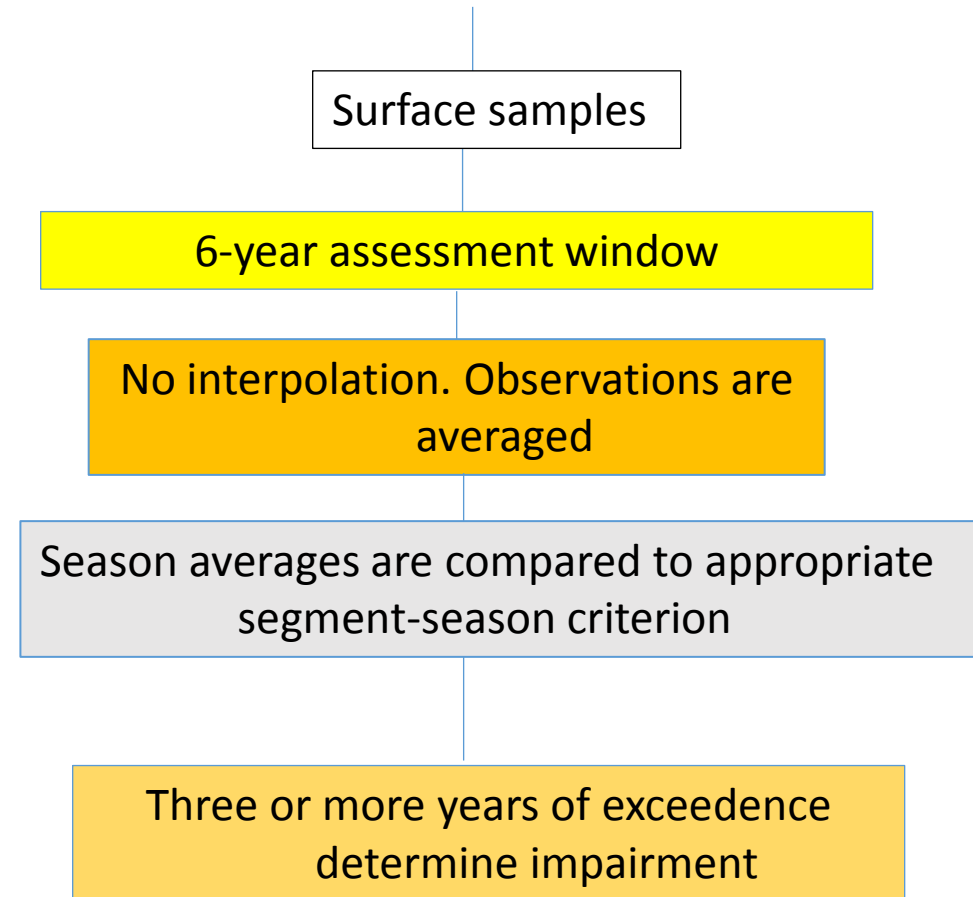 Surface samples
6-year assessment window
No interpolation. Observations are
averaged
Season averages are compared to appropriate
segment-season criterion
Three or more years of exceedence
determine impairment